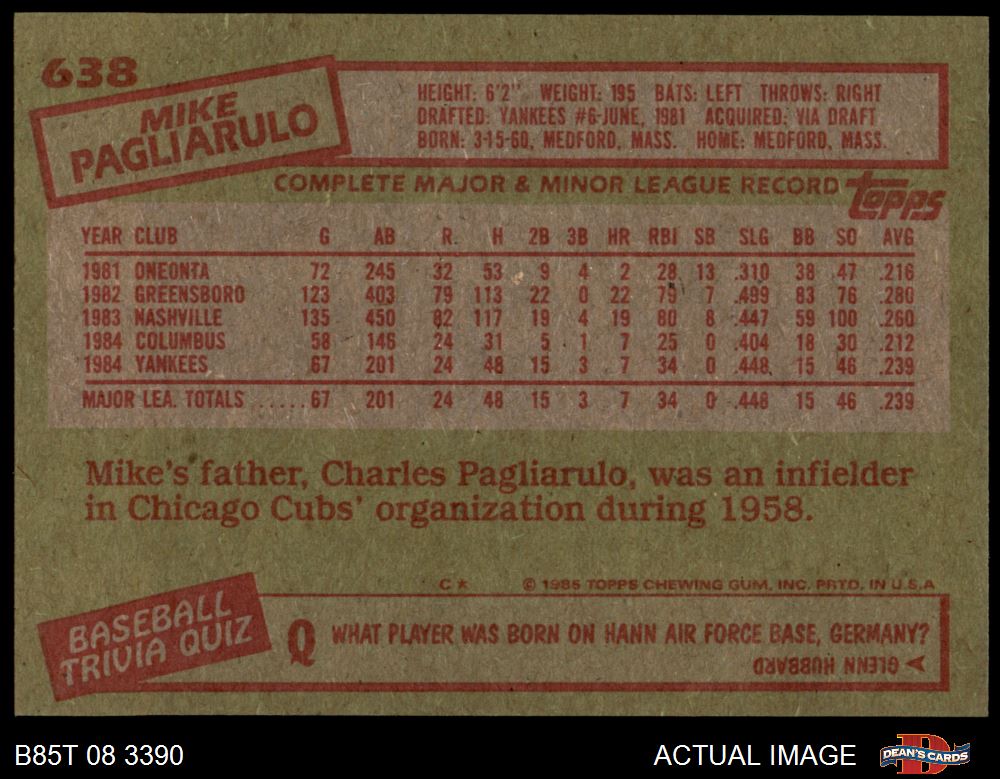 638
MIKE
PAGLIARULO
HEIGHT: 6'2" WEIGHT: 195 BATS: LEFT THROWS: RIGHT
DRAFTED: YANKEES #6-JUNE, 1981 ACQUIRED: VIA DRAFT
BORN: 3-15-60, MEDFORD, MASS. HOME: MEDFORD, MASS.
COMPLETE MAJOR & MINOR LEAGUE RECORD topps
YEAR CLUB G AB R. H 2B 3B HR RBI SB SLG BB SO AVG
1981 ONEONTA 72 245 32 53 9 4 2 28 13 .310 38 47 .216
1982 GREENSBORO 123 403 79 113 22 0 22 79 7 .499 83 76 .280
1983 NASHVILLE 135 450 82 117 19 4 19 80 8 .447 59 100 .260
1984 COLUMBUS 58 146 24 31 5 1 7 25 0 .404 18 30 .212
1984 YANKEES 67 201 24 48 15 3 7 34 0 .448 15 46 .239
MAJOR LEA. TOTALS ......67 201 24 48 15 3 7 34 0 .448 15 46 .239
Mike's father, Charles Pagliarulo, was an infielder
in Chicago Cubs' organization during 1958.
C * © 1985 TOPPS CHEWING GUM, INC. PRTD. IN U.S.A.
BASEBALL
TRIVIA QUIZ
Q WHAT PLAYER WAS BORN ON HANN AIR FORCE BASE, GERMANY?
GLENN HUBBARD
B85T 08 3390
ACTUAL IMAGE
D
DEAN'S CARDS